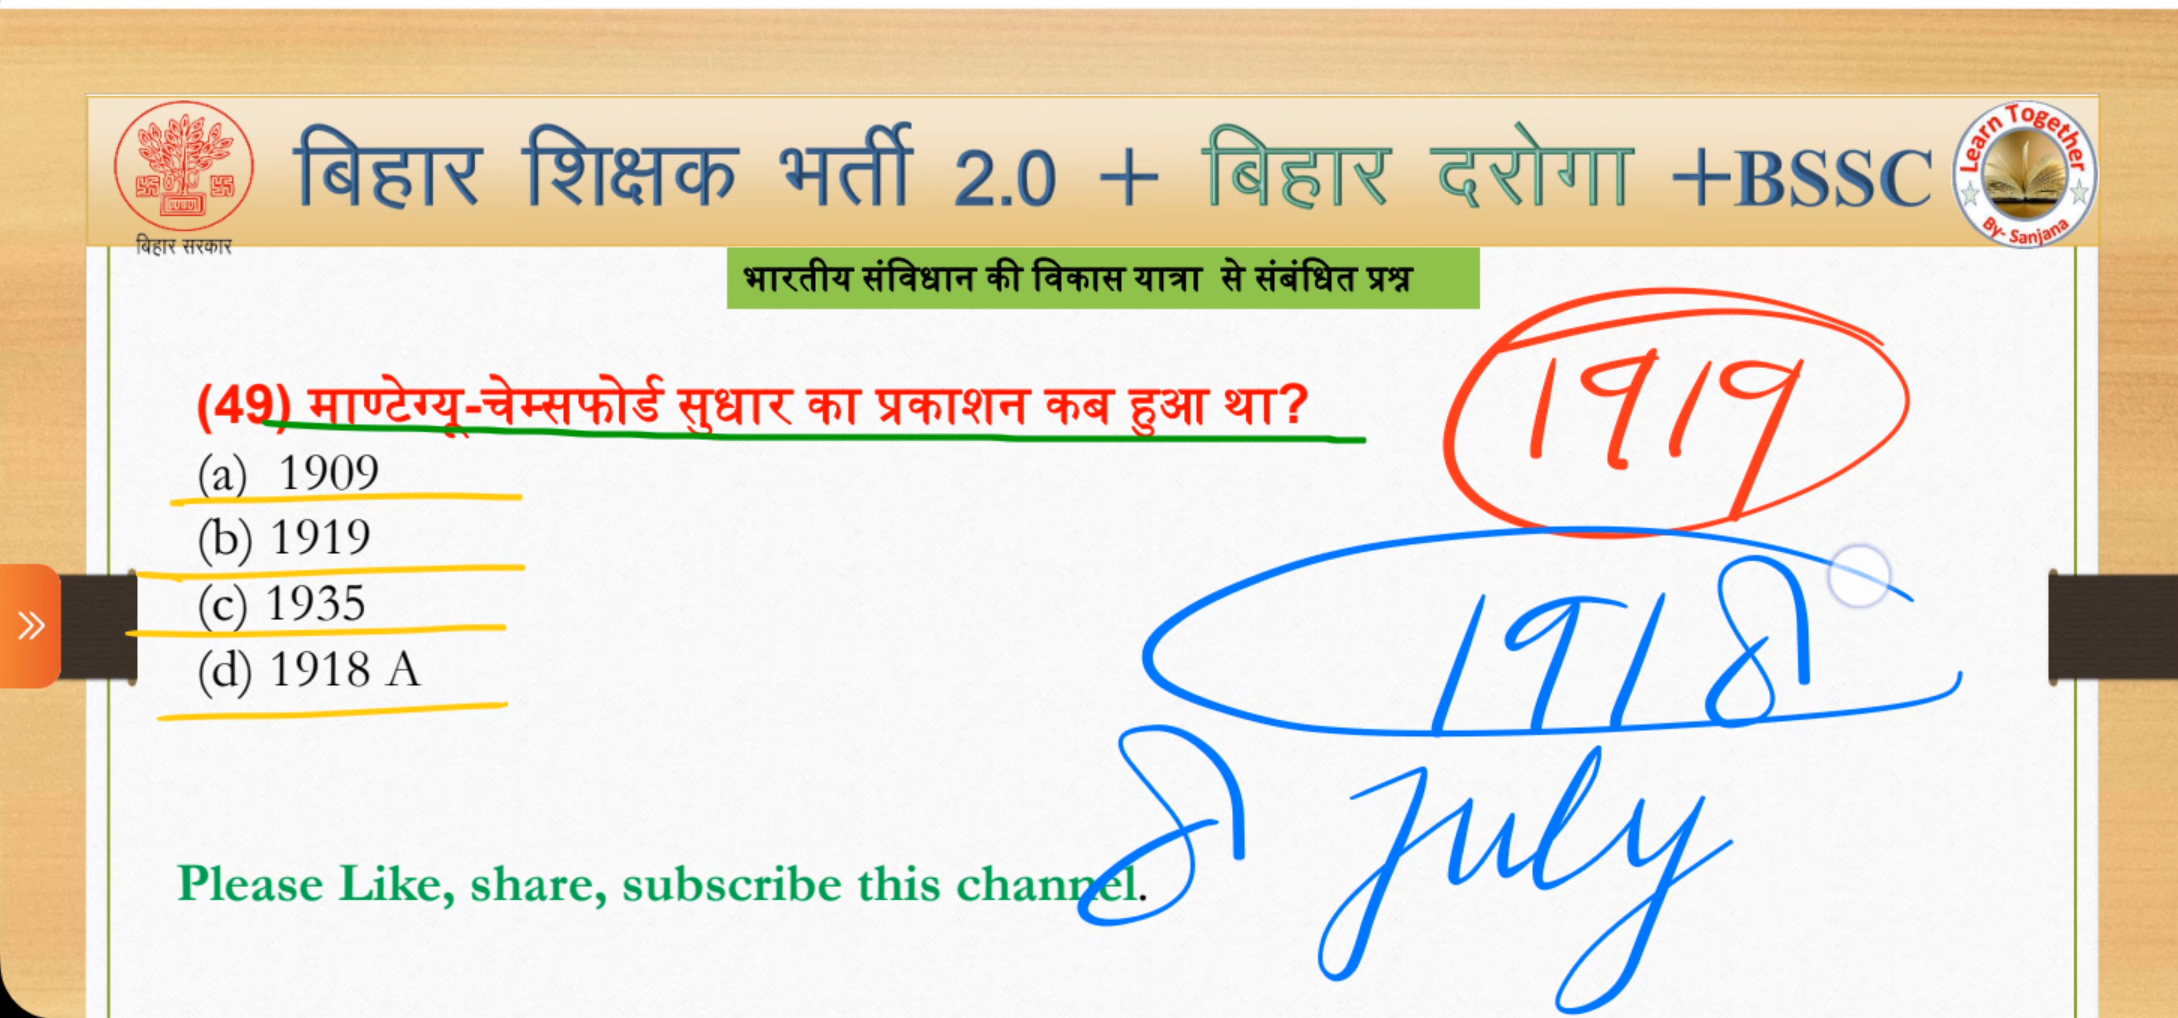 बिहार शिक्षक भर्ती 2.0 + बिहार दरोगा +BSSC
Learn Together
By- Sanjana
बिहार सरकार
भारतीय संविधान की विकास यात्रा से संबंधित प्रश्न
1919
(49) माण्टेग्यू-चेम्सफोर्ड सुधार का प्रकाशन कब हुआ था?
(a) 1909
(b) 1919
(c) 1935
(d) 1918 A
1918
8 July
Please Like, share, subscribe this channel.